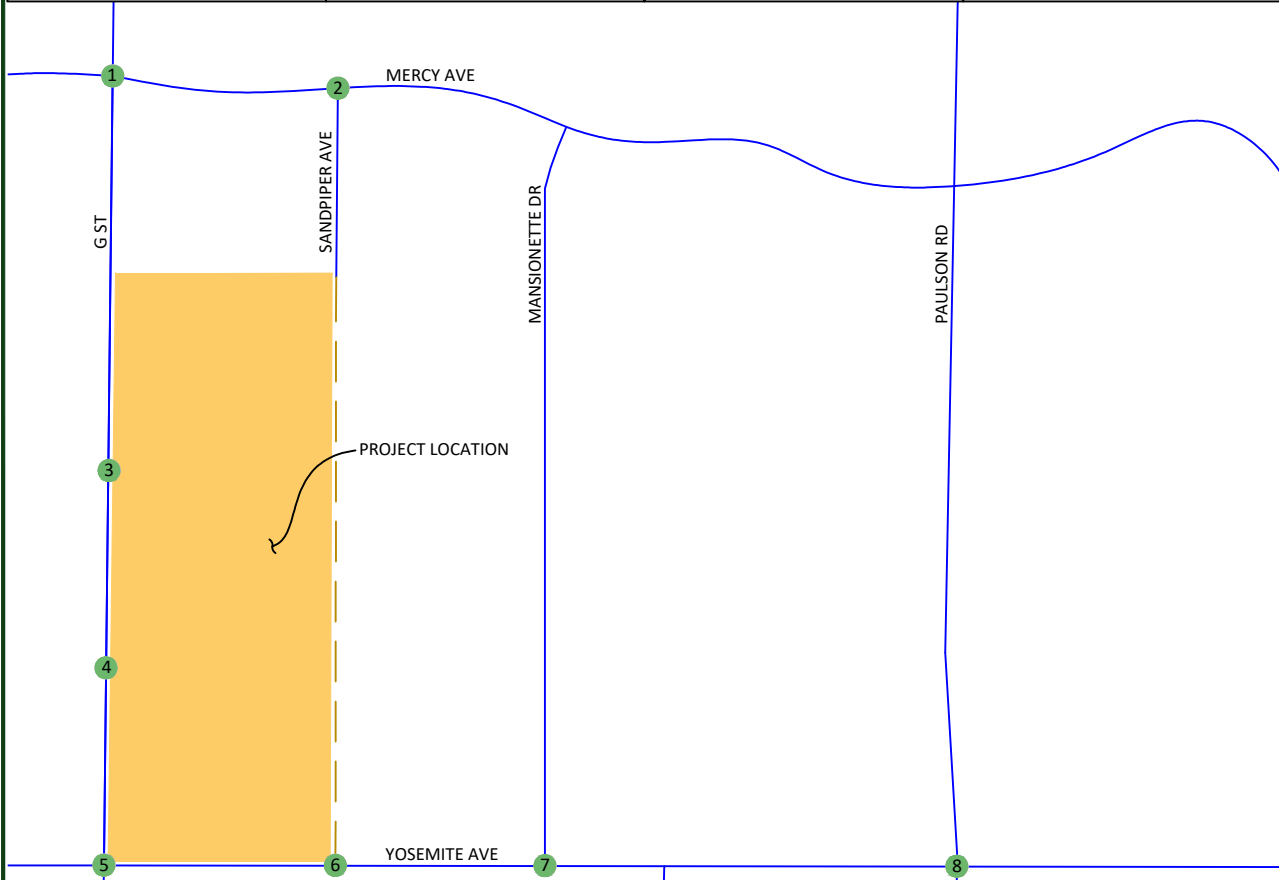 1
2
MERCY AVE
SANDPIPER AVE
G ST
MANSIONETTE DR
PAULSON RD
PROJECT LOCATION
3
4
YOSEMITE AVE
5
6
7
8